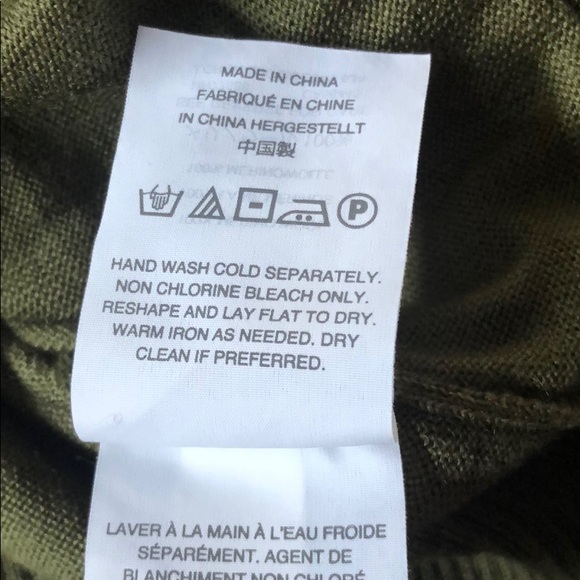 MADE IN CHINA
FABRIQUÉ EN CHINE
IN CHINA HERGESTELLT
中国製
P
HAND WASH COLD SEPARATELY.
NON CHLORINE BLEACH ONLY.
RESHAPE AND LAY FLAT TO DRY.
WARM IRON AS NEEDED. DRY
CLEAN IF PREFERRED.
LAVER À LA MAIN À L'EAU FROIDE
SÉPARÉMENT. AGENT DE
BLANCHIMENT NON CHLORÉ